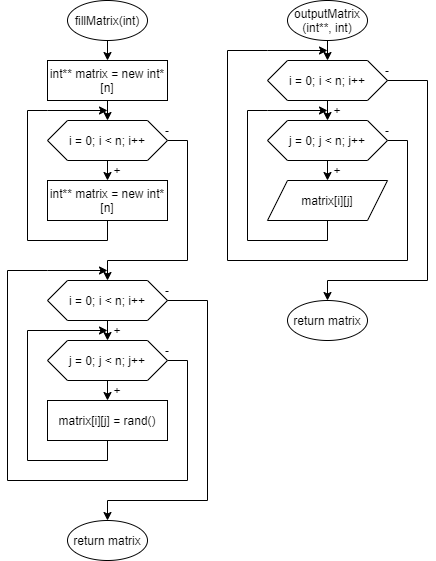 fillMatrix(int)
int** matrix = new int*
[n]
i = 0; i < n; i++
-
+
int** matrix = new int*
[n]
i = 0; i < n; i++
-
+
j = 0; j < n; j++
-
+
matrix[i][j] = rand()
return matrix
outputMatrix
(int**, int)
i = 0; i < n; i++
-
+
j = 0; j < n; j++
-
+
matrix[i][j]
return matrix